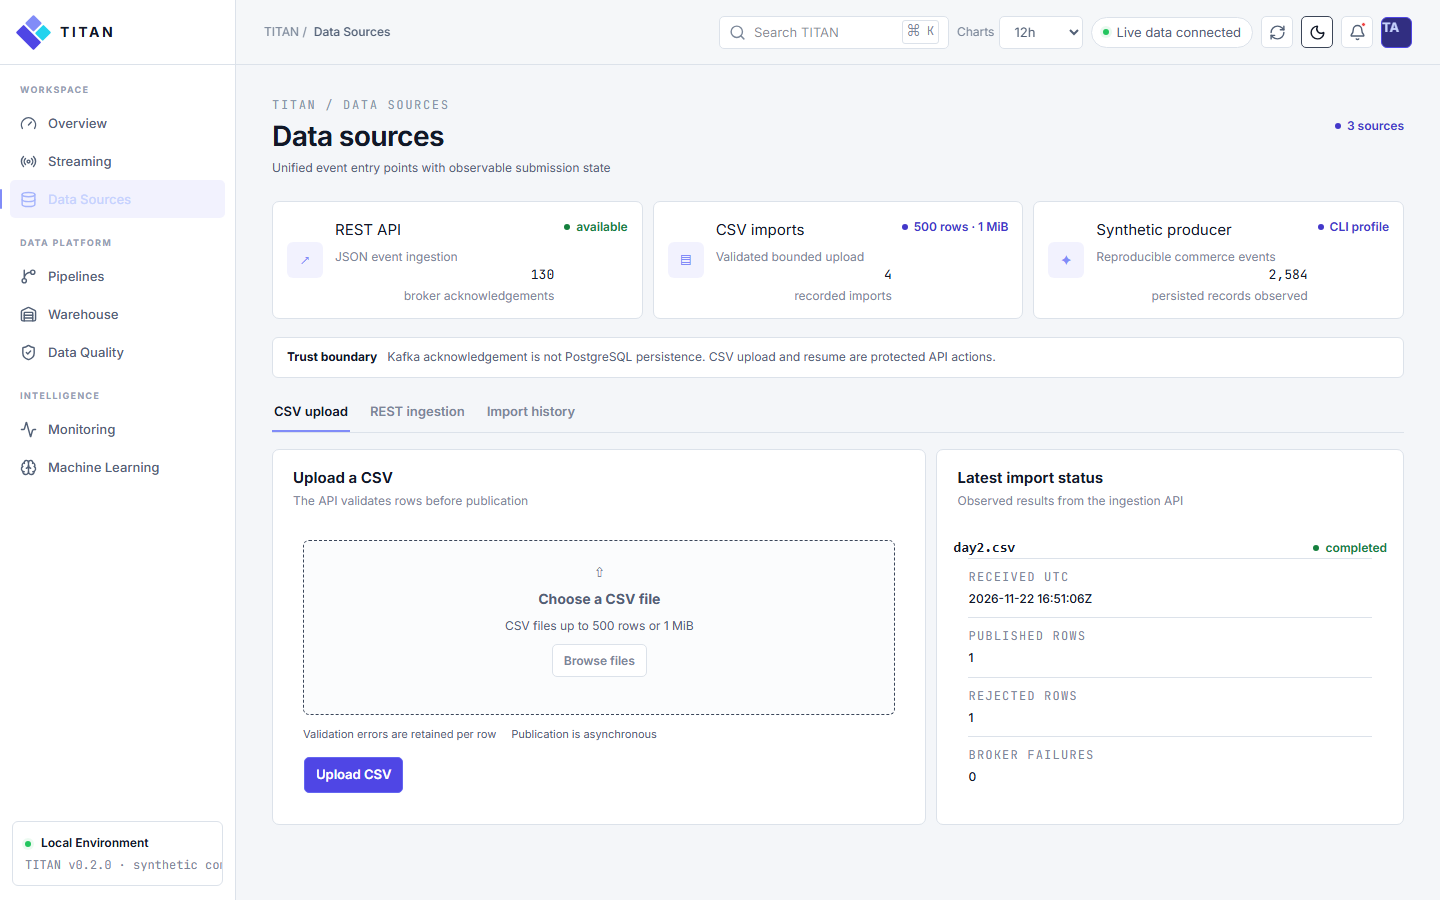 TITAN
TITAN / Data Sources
Search TITAN
⌘ K
Charts
12h
Live data connected
TA
WORKSPACE
Overview
Streaming
Data Sources
DATA PLATFORM
Pipelines
Warehouse
Data Quality
INTELLIGENCE
Monitoring
Machine Learning
Local Environment
TITAN v0.2.0 · synthetic
TITAN / DATA SOURCES
Data sources
Unified event entry points with observable submission state
3 sources
REST API
available
JSON event ingestion
130
broker acknowledgements
CSV imports
500 rows · 1 MiB
Validated bounded upload
4
recorded imports
Synthetic producer
CLI profile
Reproducible commerce events
2,584
persisted records observed
Trust boundary Kafka acknowledgement is not PostgreSQL persistence. CSV upload and resume are protected API actions.
CSV upload
REST ingestion
Import history
Upload a CSV
The API validates rows before publication
Choose a CSV file
CSV files up to 500 rows or 1 MiB
Browse files
Validation errors are retained per row
Publication is asynchronous
Upload CSV
Latest import status
Observed results from the ingestion API
day2.csv
completed
RECEIVED UTC
2026-11-22 16:51:06Z
PUBLISHED ROWS
1
REJECTED ROWS
1
BROKER FAILURES
0